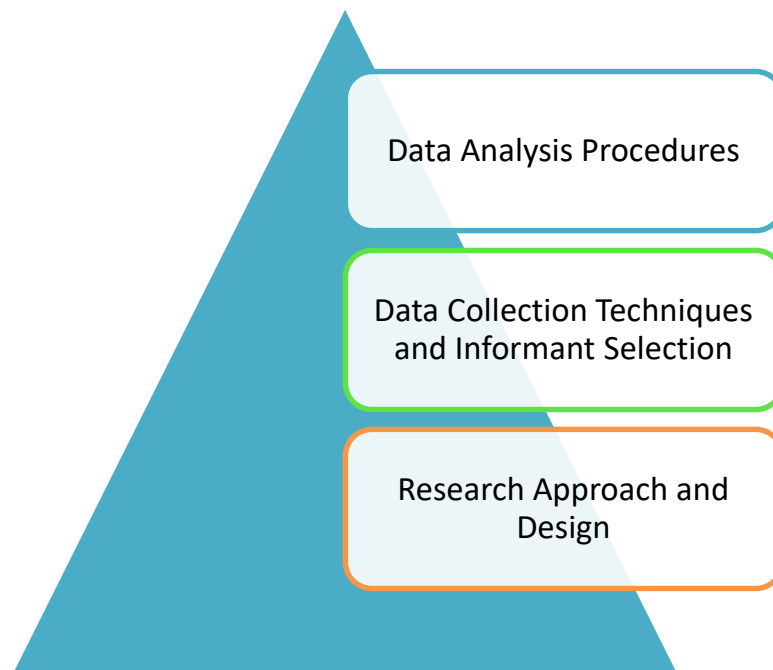 Data Analysis Procedures
Data Collection Techniques
and Informant Selection
Research Approach and
Design